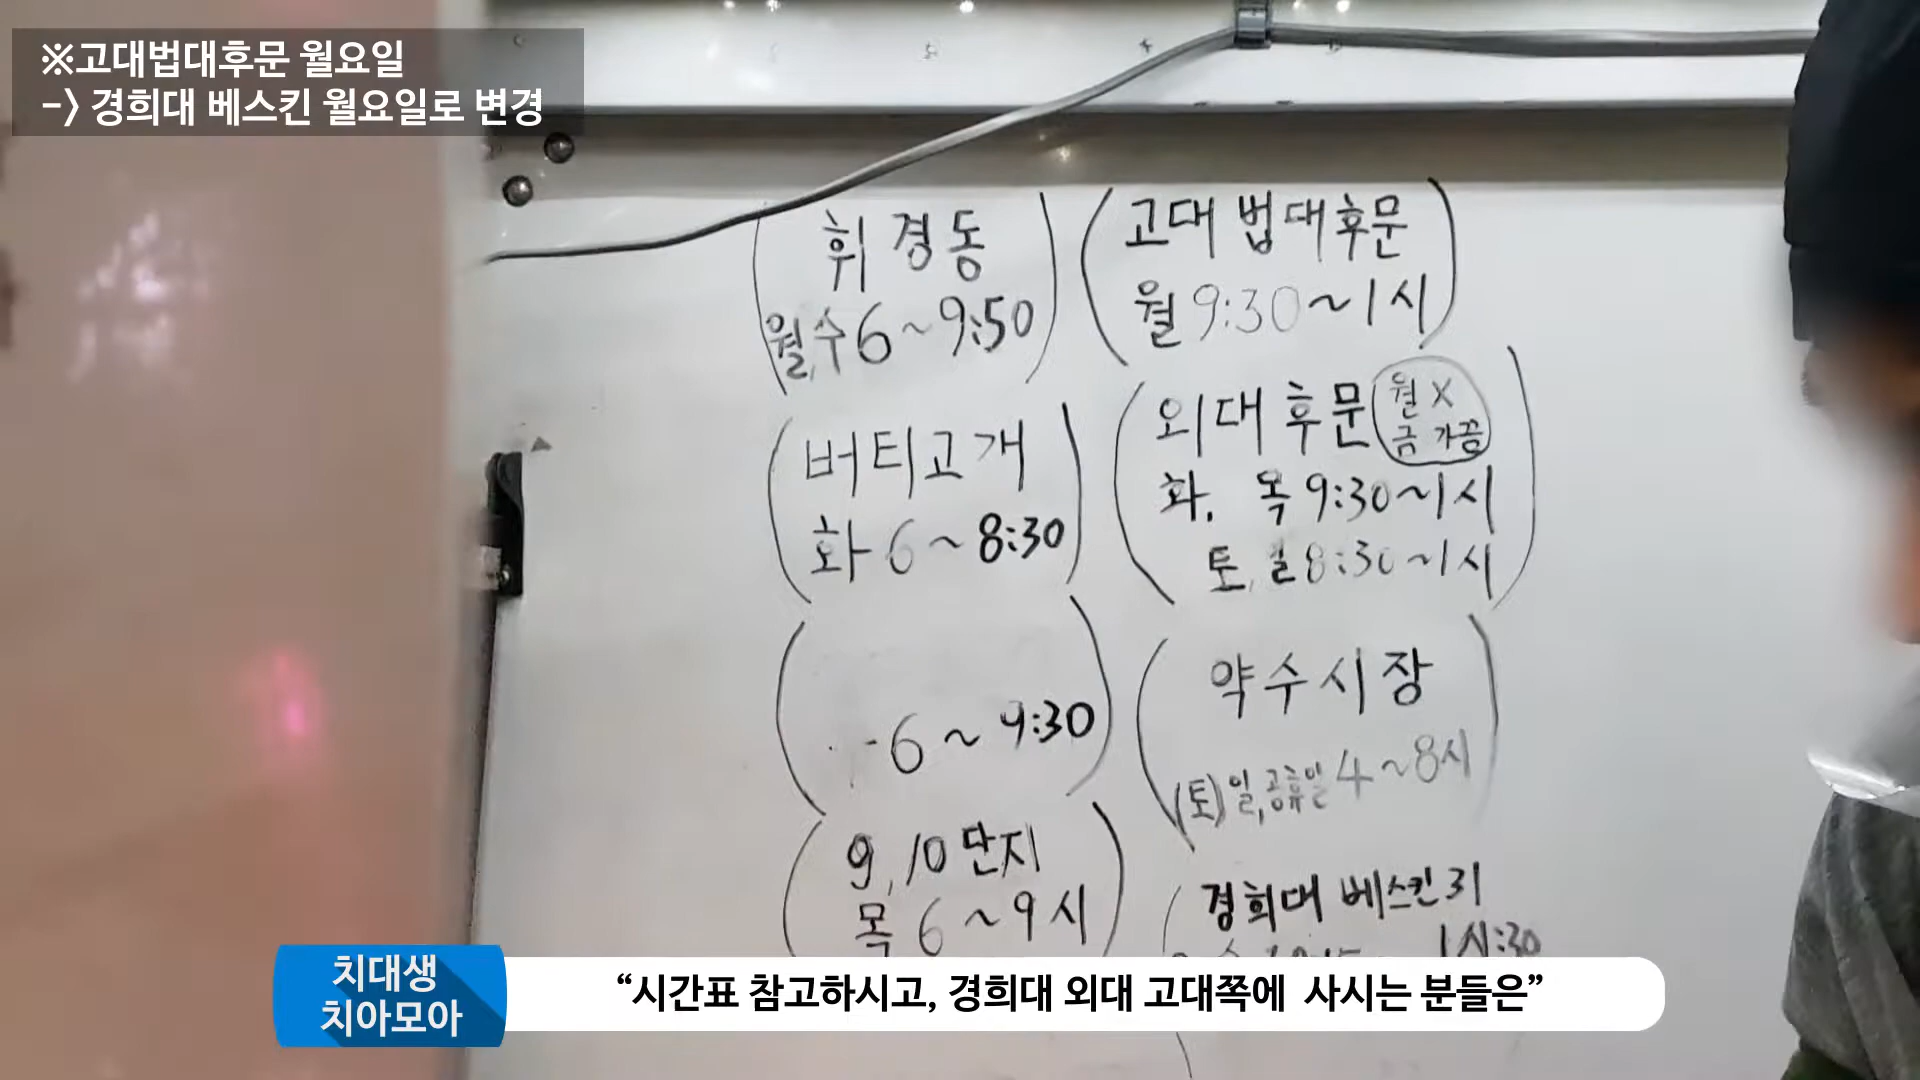 ※고대법대후문 월요일
-> 경희대 베스킨 월요일로 변경
휘경동
월,수 6~9:50
고대 법대후문
월 9:30~1시
버티고개
화 6~8:30
외대후문
월 X
금 가끔
화, 목 9:30~1시
토, 일 8:30~1시
6~9:30
약수시장
(토) 일, 공휴일 4~8시
9, 10 단지
목 6~9시
경희대 베스킨31
1시:30
치대생
치아모아
“시간표 참고하시고, 경희대 외대 고대쪽에 사시는 분들은”